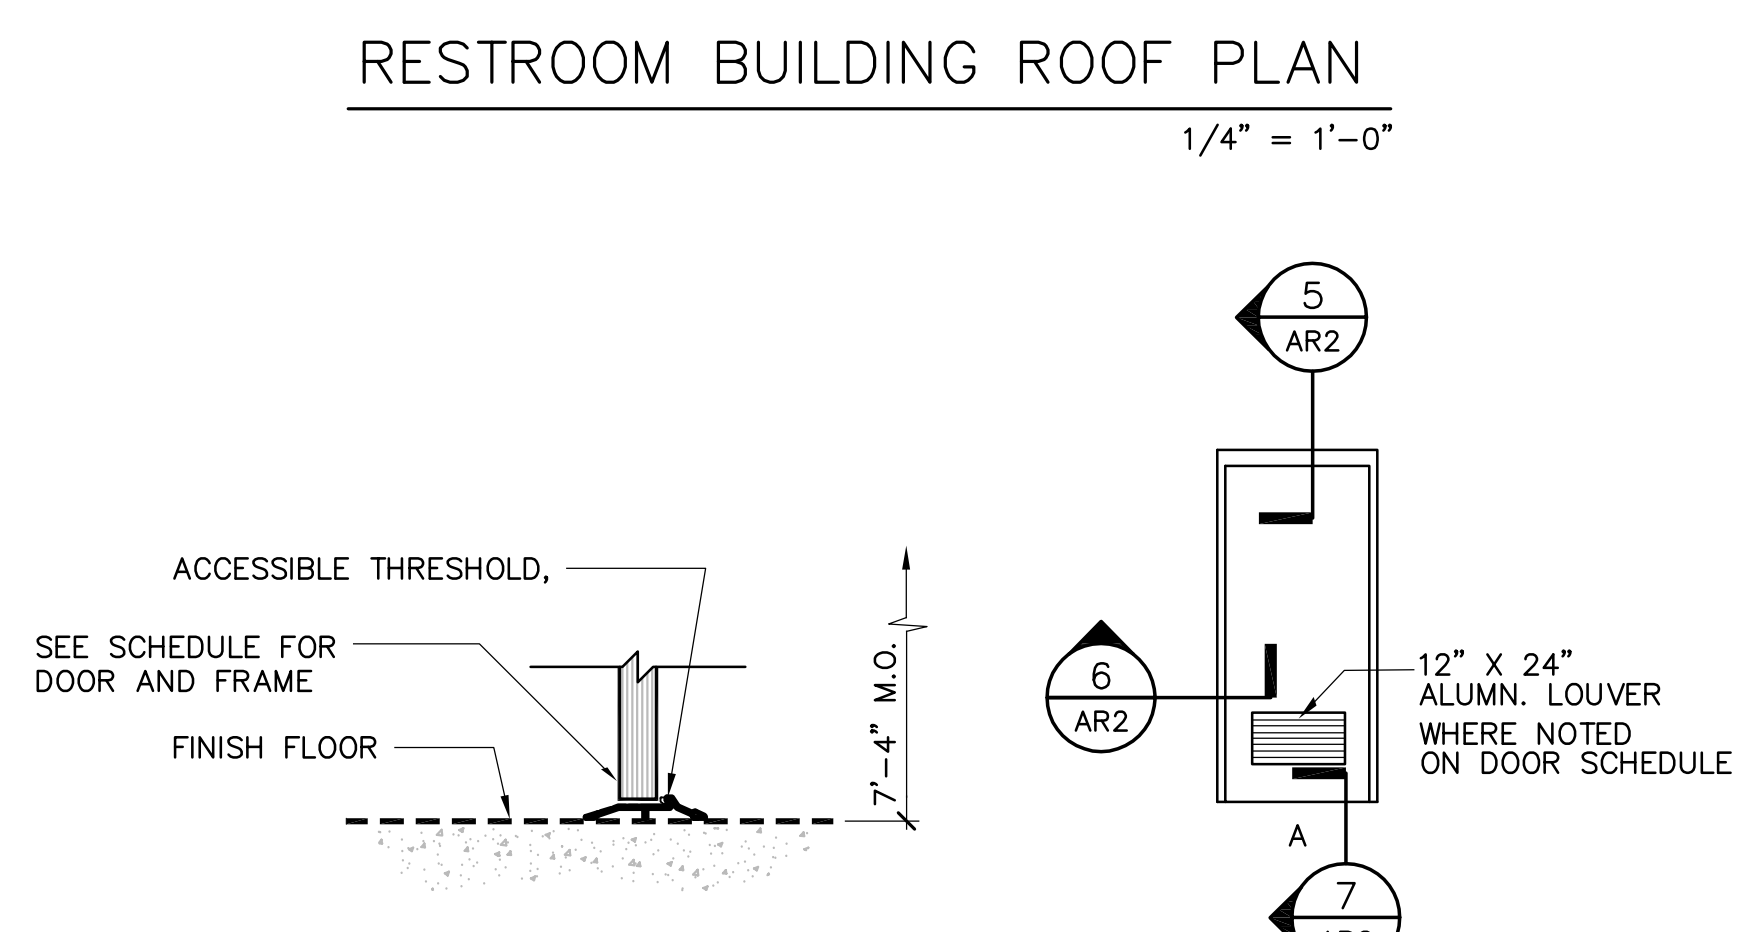 RESTROOM BUILDING ROOF PLAN
1/4" = 1'-0"
5
AR2
ACCESSIBLE THRESHOLD,
SEE SCHEDULE FOR
DOOR AND FRAME
FINISH FLOOR
7'-4" M.O.
6
AR2
12" X 24"
ALUMN. LOUVER
WHERE NOTED
ON DOOR SCHEDULE
A
7